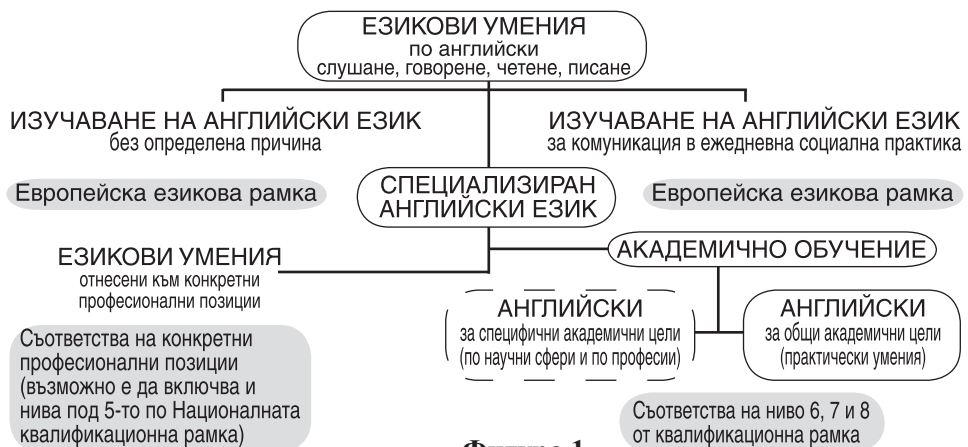 ЕЗИКОВИ УМЕНИЯ
по английски
слушане, говорене, четене, писане
ИЗУЧАВАНЕ НА АНГЛИЙСКИ ЕЗИК
без определена причина
ИЗУЧАВАНЕ НА АНГЛИЙСКИ ЕЗИК
за комуникация в ежедневна социална практика
Европейска езикова рамка
СПЕЦИАЛИЗИРАН
АНГЛИЙСКИ ЕЗИК
Европейска езикова рамка
ЕЗИКОВИ УМЕНИЯ
отнесени към конкретни
професионални позиции
АКАДЕМИЧНО ОБУЧЕНИЕ
АНГЛИЙСКИ
за специфични академични цели
(по научни сфери и по професии)
АНГЛИЙСКИ
за общи академични цели
(практически умения)
Съответства на конкретни
професионални позиции
(възможно е да включва и
нива под 5-то по Националната
квалификационна рамка)
Съответства на ниво 6, 7 и 8
от квалификационна рамка